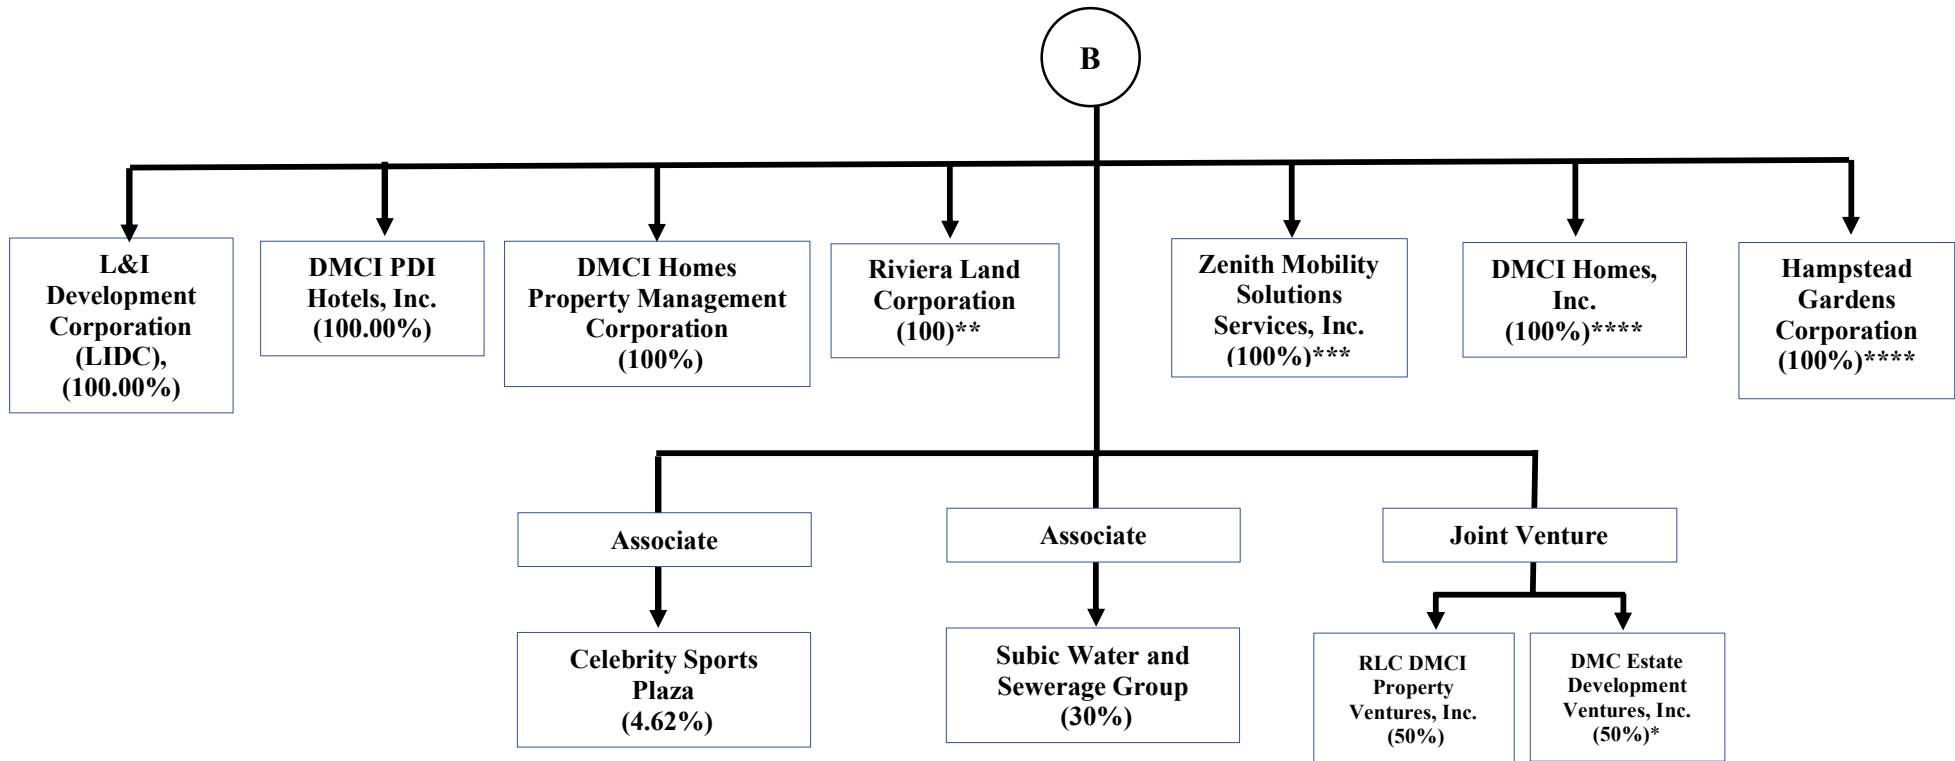 B
L&I
Development
Corporation
(LIDC),
(100.00%)
DMCI PDI
Hotels, Inc.
(100.00%)
DMCI Homes
Property Management
Corporation
(100%)
Riviera Land
Corporation
(100)**
Zenith Mobility
Solutions
Services, Inc.
(100%)***
DMCI Homes,
Inc.
(100%)****
Hampstead
Gardens
Corporation
(100%)****
Associate
Associate
Joint Venture
Celebrity Sports
Plaza
(4.62%)
Subic Water and
Sewerage Group
(30%)
RLC DMCI
Property
Ventures, Inc.
(50%)
DMC Estate
Development
Ventures, Inc.
(50%)*